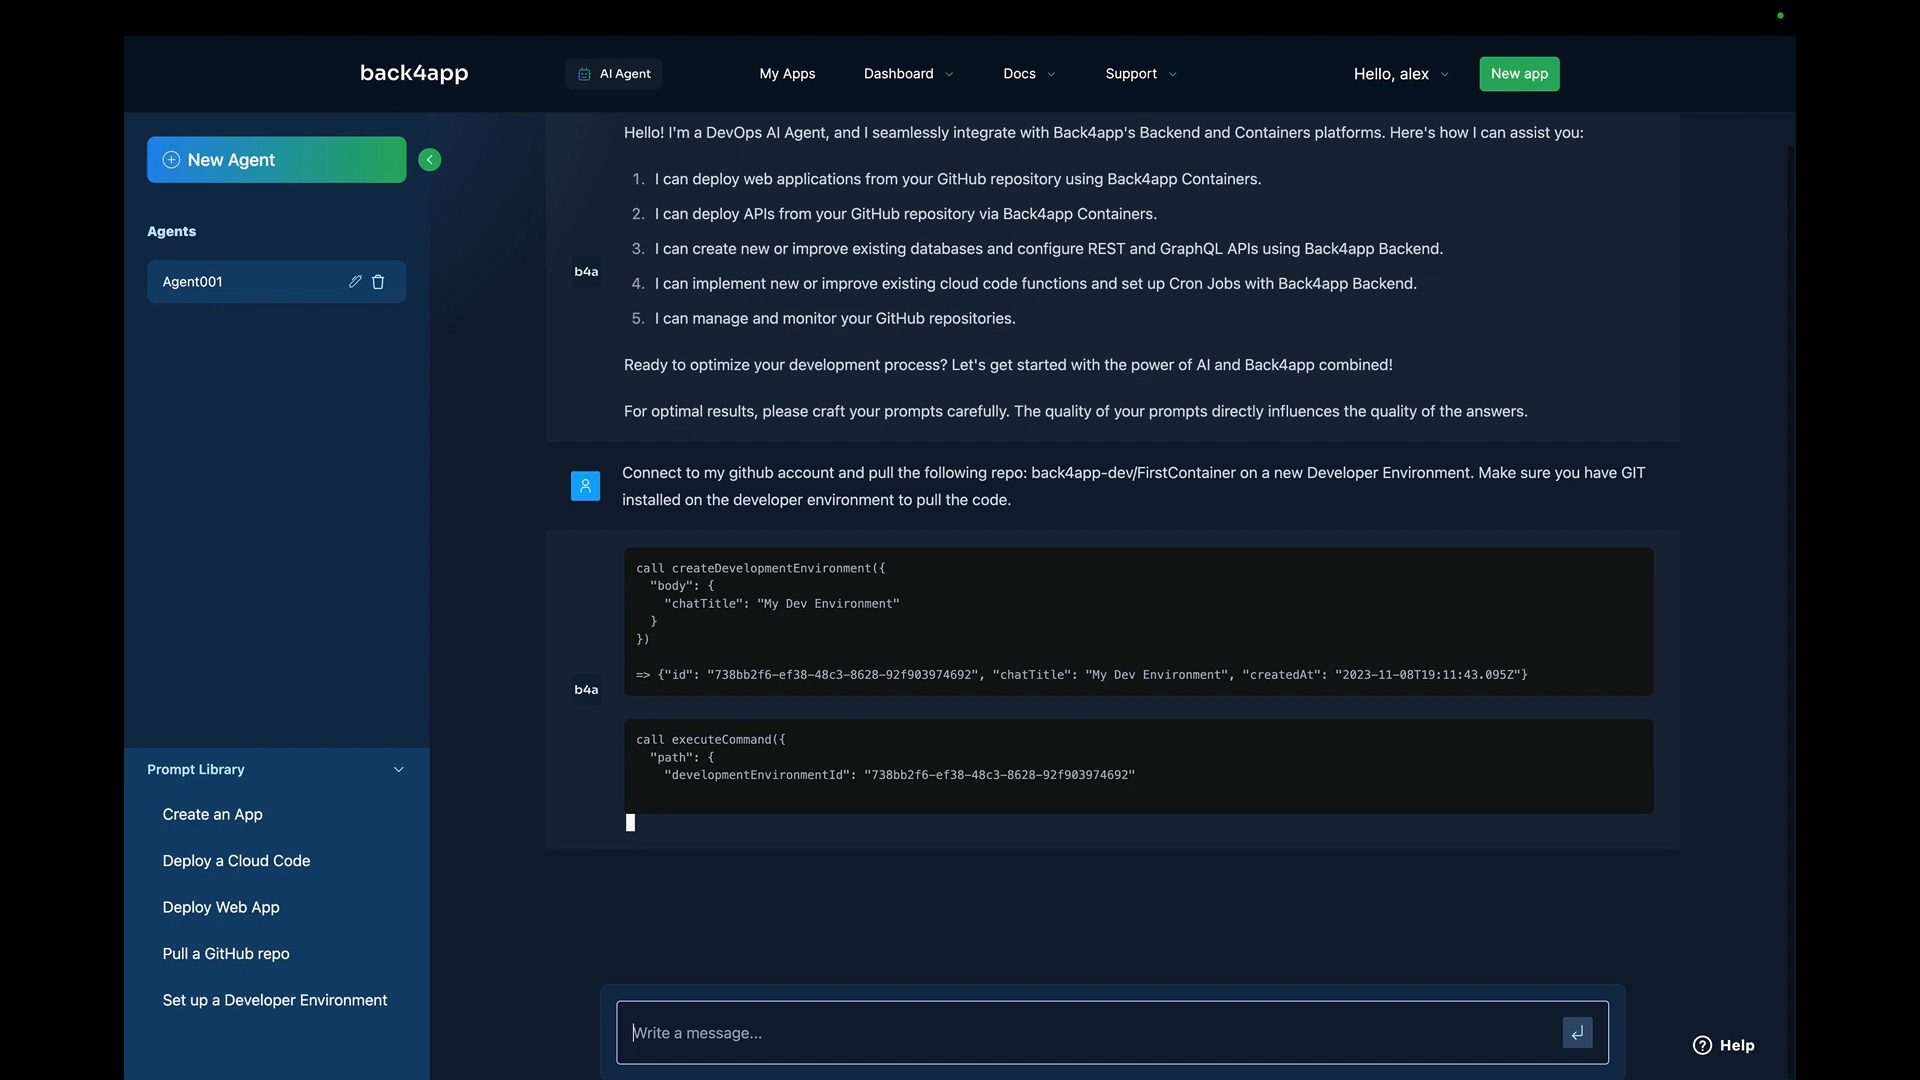 back4app
AI Agent
My Apps
Dashboard
Docs
Support
Hello, alex
New app
New Agent
Agents
Agent001
Prompt Library
Create an App
Deploy a Cloud Code
Deploy Web App
Pull a GitHub repo
Set up a Developer Environment
b4a
Hello! I'm a DevOps AI Agent, and I seamlessly integrate with Back4app's Backend and Containers platforms. Here's how I can assist you:
1. I can deploy web applications from your GitHub repository using Back4app Containers.
2. I can deploy APIs from your GitHub repository via Back4app Containers.
3. I can create new or improve existing databases and configure REST and GraphQL APIs using Back4app Backend.
4. I can implement new or improve existing cloud code functions and set up Cron Jobs with Back4app Backend.
5. I can manage and monitor your GitHub repositories.
Ready to optimize your development process? Let's get started with the power of AI and Back4app combined!
For optimal results, please craft your prompts carefully. The quality of your prompts directly influences the quality of the answers.
Connect to my github account and pull the following repo: back4app-dev/FirstContainer on a new Developer Environment. Make sure you have GIT
installed on the developer environment to pull the code.
b4a
call createDevelopmentEnvironment({
"body": {
"chatTitle": "My Dev Environment"
}
})
=> {"id": "738bb2f6-ef38-48c3-8628-92f903974692", "chatTitle": "My Dev Environment", "createdAt": "2023-11-08T19:11:43.095Z"}
call executeCommand({
"path": {
"developmentEnvironmentId": "738bb2f6-ef38-48c3-8628-92f903974692"
Write a message...
Help